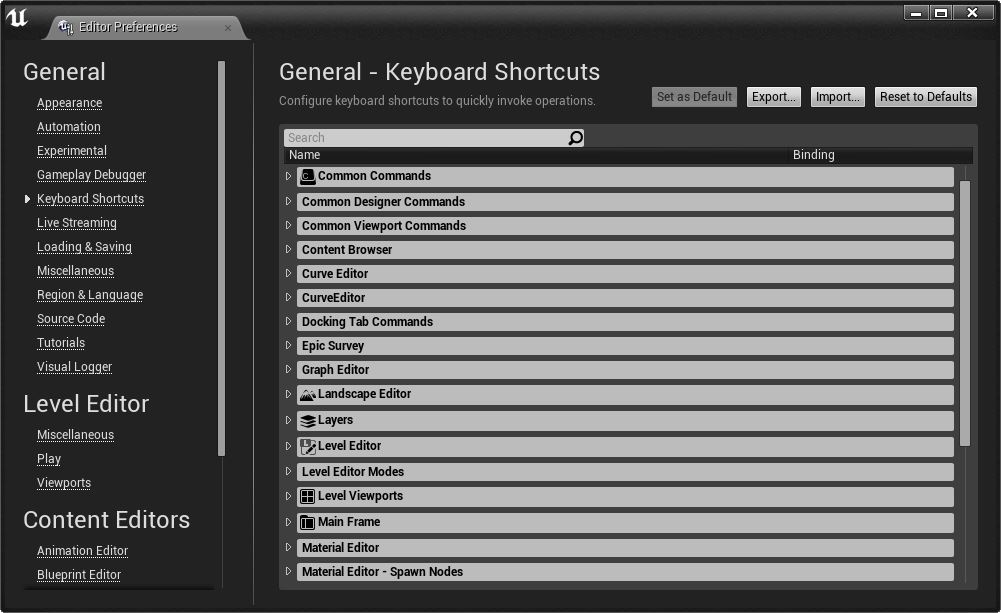 Editor Preferences
General
Appearance
Automation
Experimental
Gameplay Debugger
Keyboard Shortcuts
Live Streaming
Loading & Saving
Miscellaneous
Region & Language
Source Code
Tutorials
Visual Logger
Level Editor
Miscellaneous
Play
Viewports
Content Editors
Animation Editor
Blueprint Editor
General - Keyboard Shortcuts
Configure keyboard shortcuts to quickly invoke operations.
Set as Default
Export...
Import...
Reset to Defaults
Search
Name
Binding
Common Commands
Common Designer Commands
Common Viewport Commands
Content Browser
Curve Editor
CurveEditor
Docking Tab Commands
Epic Survey
Graph Editor
Landscape Editor
Layers
Level Editor
Level Editor Modes
Level Viewports
Main Frame
Material Editor
Material Editor - Spawn Nodes